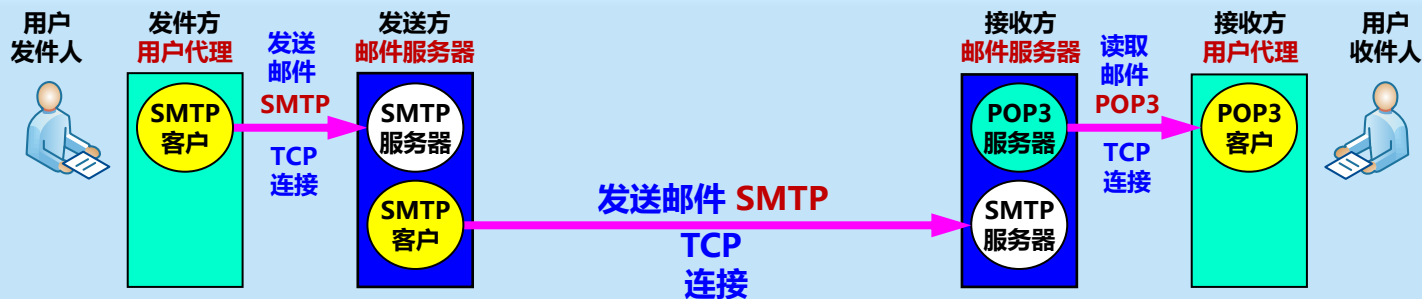 用户
发件人
发件方
用户代理
SMTP
客户
发送
邮件
SMTP
TCP
连接
发送方
邮件服务器
SMTP
服务器
SMTP
客户
发送邮件 SMTP
TCP
连接
接收方
邮件服务器
POP3
服务器
SMTP
服务器
读取
邮件
POP3
TCP
连接
接收方
用户代理
POP3
客户
用户
收件人